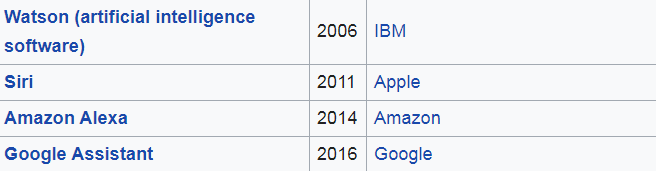 Watson (artificial intelligence
software) 2006 IBM
Siri 2011 Apple
Amazon Alexa 2014 Amazon
Google Assistant 2016 Google